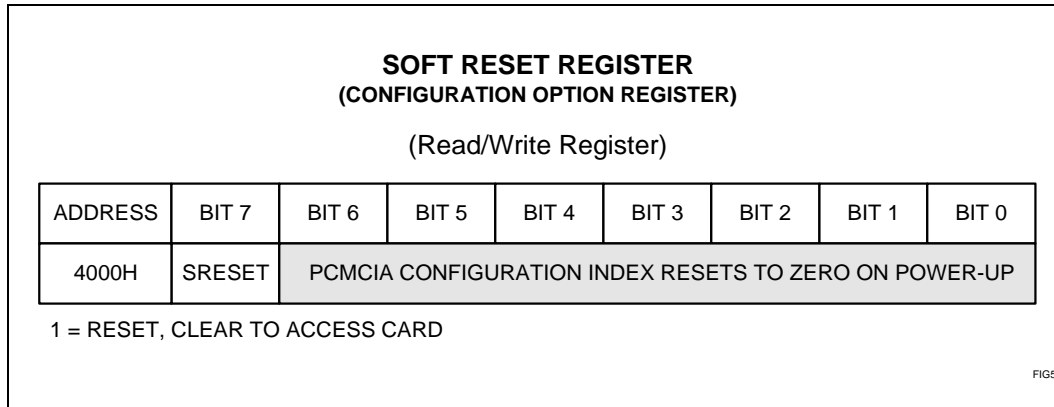 SOFT RESET REGISTER
(CONFIGURATION OPTION REGISTER)
(Read/Write Register)
ADDRESS BIT 7 BIT 6 BIT 5 BIT 4 BIT 3 BIT 2 BIT 1 BIT 0
4000H SRESET PCMCIA CONFIGURATION INDEX RESETS TO ZERO ON POWER-UP
1 = RESET, CLEAR TO ACCESS CARD
FIG5